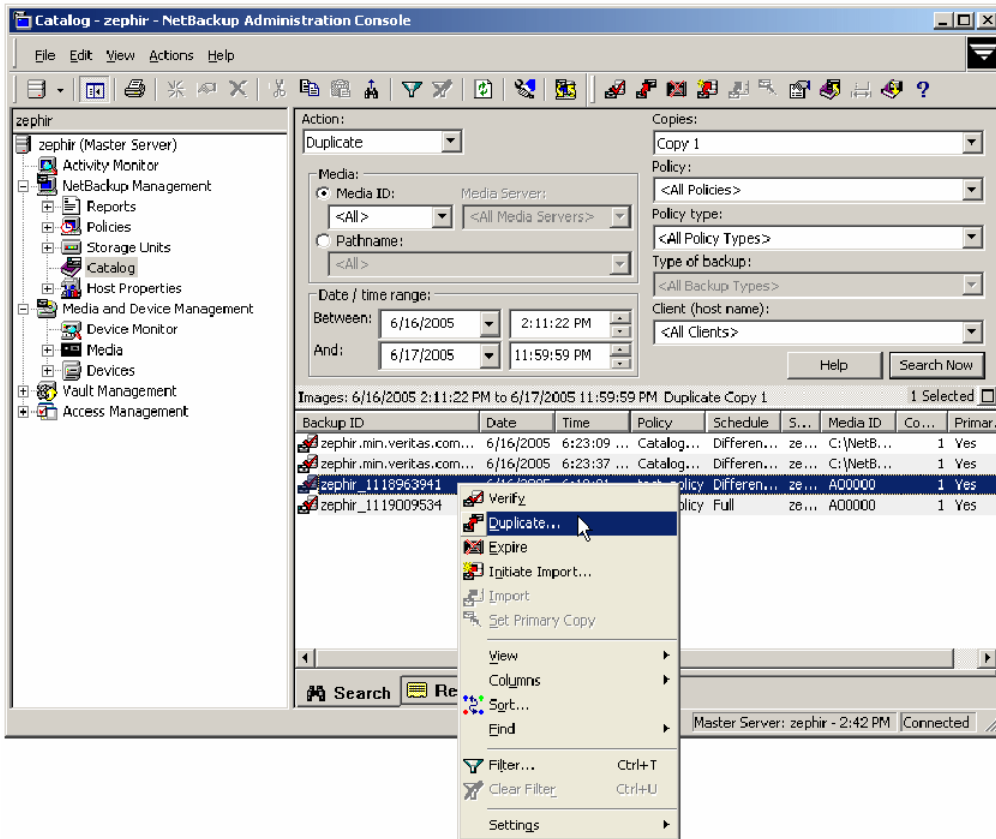 Catalog - zephir - NetBackup Administration Console
File Edit View Actions Help
zephir
zephir (Master Server)
Activity Monitor
NetBackup Management
Reports
Policies
Storage Units
Catalog
Host Properties
Media and Device Management
Device Monitor
Media
Devices
Vault Management
Access Management
Action:
Duplicate
Media:
Media ID: Media Server:
<All> <All Media Servers>
Pathname:
<All>
Date / time range:
Between: 6/16/2005 2:11:22 PM
And: 6/17/2005 11:59:59 PM
Copies:
Copy 1
Policy:
<All Policies>
Policy type:
<All Policy Types>
Type of backup:
<All Backup Types>
Client (host name):
<All Clients>
Help Search Now
Images: 6/16/2005 2:11:22 PM to 6/17/2005 11:59:59 PM Duplicate Copy 1 1 Selected
Backup ID Date Time Policy Schedule S... Media ID Co... Primar
zephir.min.veritas.com... 6/16/2005 6:23:09 ... Catalog... Differen... ze... C:\NetB... 1 Yes
zephir.min.veritas.com... 6/16/2005 6:23:37 ... Catalog... Differen... ze... C:\NetB... 1 Yes
zephir_1118963941 Differen... ze... A00000 1 Yes
zephir_1119009534 olicy Full ze... A00000 1 Yes
Verify
Duplicate...
Expire
Initiate Import...
Import
Set Primary Copy
View
Columns
Sort...
Find
Filter... Ctrl+T
Clear Filter Ctrl+U
Settings
Search Re
Master Server: zephir - 2:42 PM Connected